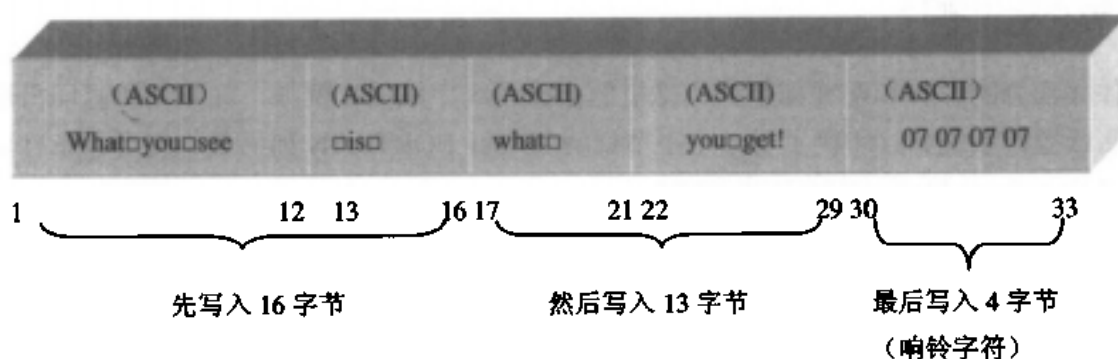 (ASCII) (ASCII) (ASCII) (ASCII) (ASCII)
What□you□see □is□ what□ you□get! 07 07 07 07
1 12 13 16 17 21 22 29 30 33
先写入 16 字节 然后写入 13 字节 最后写入 4 字节
（响铃字符）